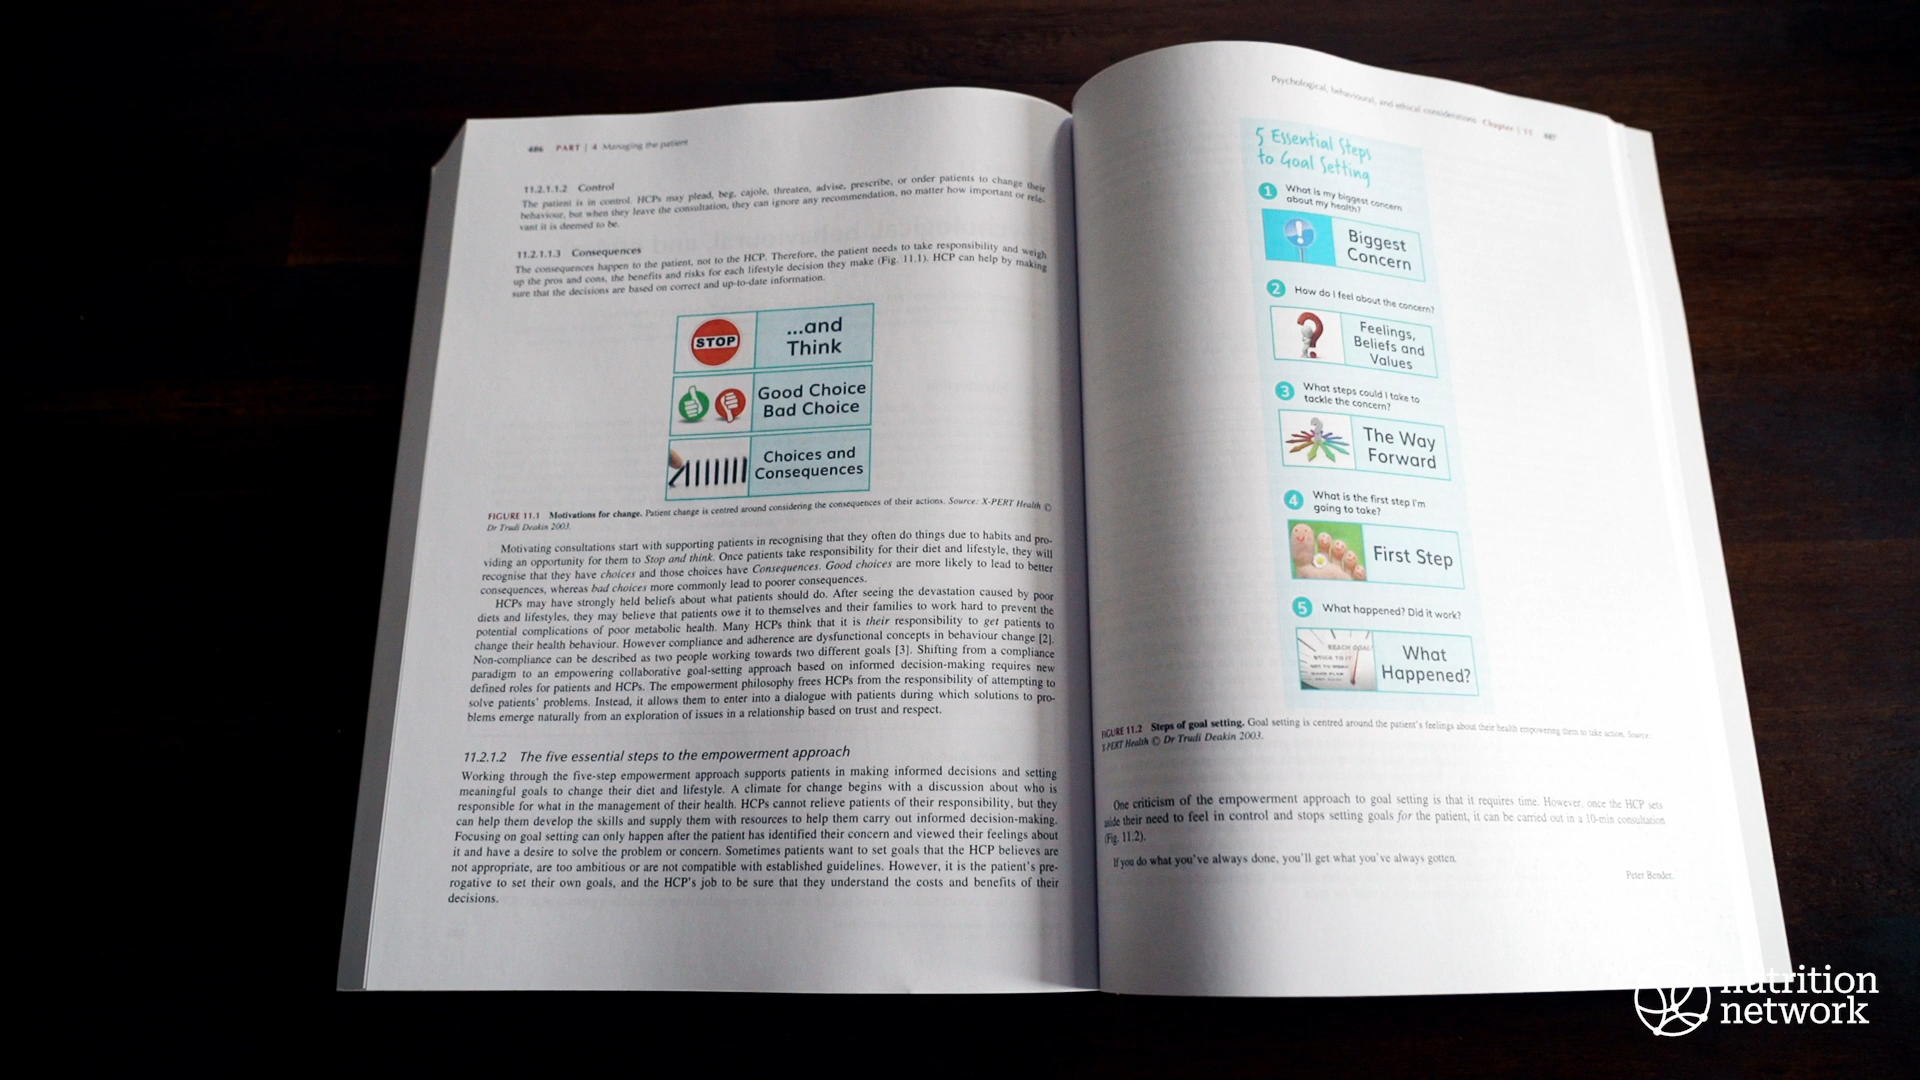 486 PART | 4 Managing the patient
11.2.1.1.2 Control
The patient is in control. HCPs may plead, beg, cajole, threaten, advise, prescribe, or order patients to change their
behaviour, but when they leave the consultation, they can ignore any recommendation, no matter how important or rele-
vant it is deemed to be.
11.2.1.1.3 Consequences
The consequences happen to the patient, not to the HCP. Therefore, the patient needs to take responsibility and weigh
up the pros and cons, the benefits and risks for each lifestyle decision they make (Fig. 11.1). HCP can help by making
sure that the decisions are based on correct and up-to-date information.
STOP
...and
Think
Good Choice
Bad Choice
Choices and
Consequences
FIGURE 11.1 Motivations for change. Patient change is centred around considering the consequences of their actions. Source: X-PERT Health ©
Dr Trudi Deakin 2003.
Motivating consultations start with supporting patients in recognising that they often do things due to habits and pro-
viding an opportunity for them to Stop and think. Once patients take responsibility for their diet and lifestyle, they will
recognise that they have choices and those choices have Consequences. Good choices are more likely to lead to better
consequences, whereas bad choices more commonly lead to poorer consequences.
HCPs may have strongly held beliefs about what patients should do. After seeing the devastation caused by poor
diets and lifestyles, they may believe that patients owe it to themselves and their families to work hard to prevent the
potential complications of poor metabolic health. Many HCPs think that it is their responsibility to get patients to
change their health behaviour. However compliance and adherence are dysfunctional concepts in behaviour change [2].
Non-compliance can be described as two people working towards two different goals [3]. Shifting from a compliance
paradigm to an empowering collaborative goal-setting approach based on informed decision-making requires new
defined roles for patients and HCPs. The empowerment philosophy frees HCPs from the responsibility of attempting to
solve patients' problems. Instead, it allows them to enter into a dialogue with patients during which solutions to pro-
blems emerge naturally from an exploration of issues in a relationship based on trust and respect.
11.2.1.2 The five essential steps to the empowerment approach
Working through the five-step empowerment approach supports patients in making informed decisions and setting
meaningful goals to change their diet and lifestyle. A climate for change begins with a discussion about who is
responsible for what in the management of their health. HCPs cannot relieve patients of their responsibility, but they
can help them develop the skills and supply them with resources to help them carry out informed decision-making.
Focusing on goal setting can only happen after the patient has identified their concern and viewed their feelings about
it and have a desire to solve the problem or concern. Sometimes patients want to set goals that the HCP believes are
not appropriate, are too ambitious or are not compatible with established guidelines. However, it is the patient's pre-
rogative to set their own goals, and the HCP's job to be sure that they understand the costs and benefits of their
decisions.
Psychological, behavioural, and ethical considerations Chapter | 11 487
5 Essential Steps
to Goal Setting
1 What is my biggest concern
about my health?
Biggest
Concern
2 How do I feel about the concern?
Feelings,
Beliefs and
Values
3 What steps could I take to
tackle the concern?
The Way
Forward
4 What is the first step I'm
going to take?
First Step
5 What happened? Did it work?
REACH GOAL
STICK TO IT
What
Happened?
FIGURE 11.2 Steps of goal setting. Goal setting is centred around the patient's feelings about their health empowering them to take action. Source:
X-PERT Health © Dr Trudi Deakin 2003.
One criticism of the empowerment approach to goal setting is that it requires time. However, once the HCP sets
aside their need to feel in control and stops setting goals for the patient, it can be carried out in a 10-min consultation
(Fig. 11.2).
If you do what you've always done, you'll get what you've always gotten.
Peter Bender.
nutrition
network